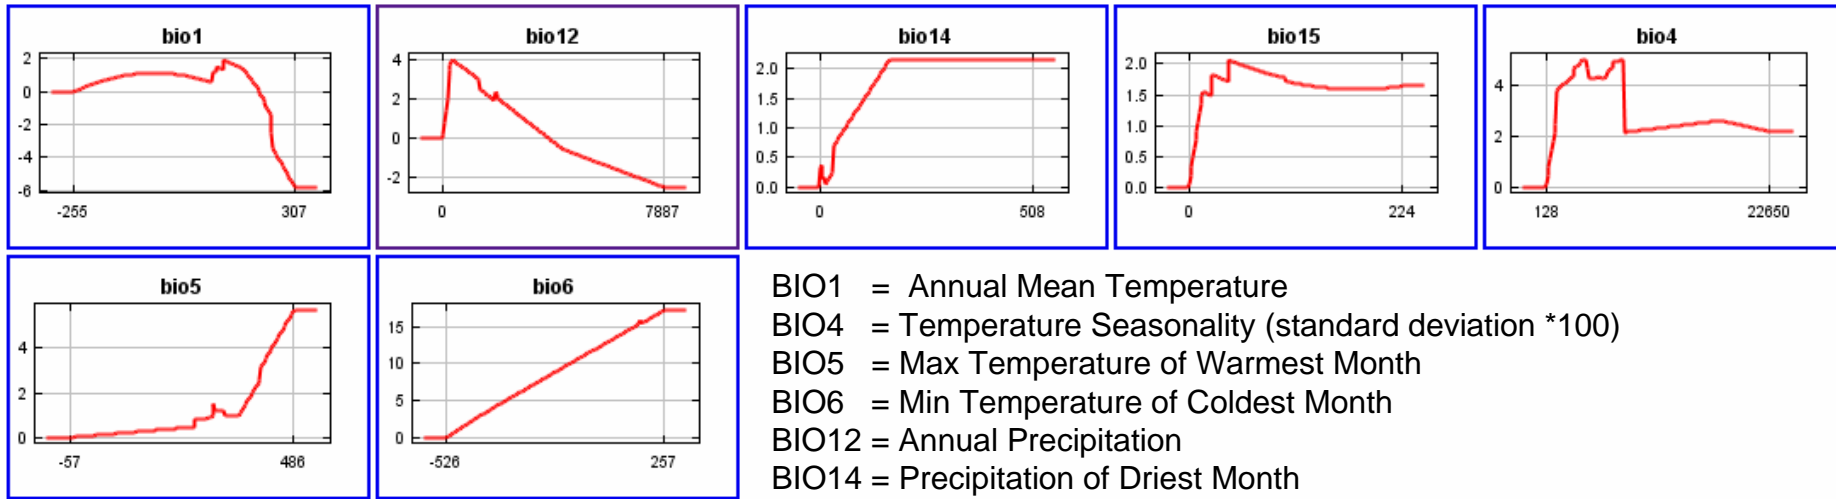 bio1
2
0
-2
-4
-6
-255 307
bio12
4
2
0
-2
0 7887
bio14
2.0
1.5
1.0
0.5
0.0
0 508
bio15
2.0
1.5
1.0
0.5
0.0
0 224
bio4
4
2
0
128 22650
bio5
4
2
0
-57 486
bio6
15
10
5
0
-526 257
BIO1 = Annual Mean Temperature
BIO4 = Temperature Seasonality (standard deviation *100)
BIO5 = Max Temperature of Warmest Month
BIO6 = Min Temperature of Coldest Month
BIO12 = Annual Precipitation
BIO14 = Precipitation of Driest Month